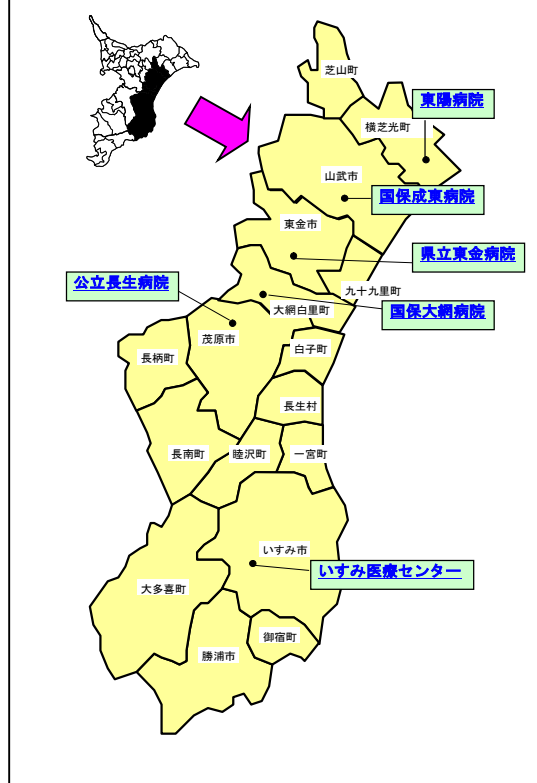 芝山町
東陽病院
横芝光町
山武市
国保成東病院
東金市
県立東金病院
公立長生病院
九十九里町
大網白里町
国保大網病院
茂原市
白子町
長柄町
長生村
長南町
睦沢町
一宮町
いすみ市
いすみ医療センター
大多喜町
御宿町
勝浦市